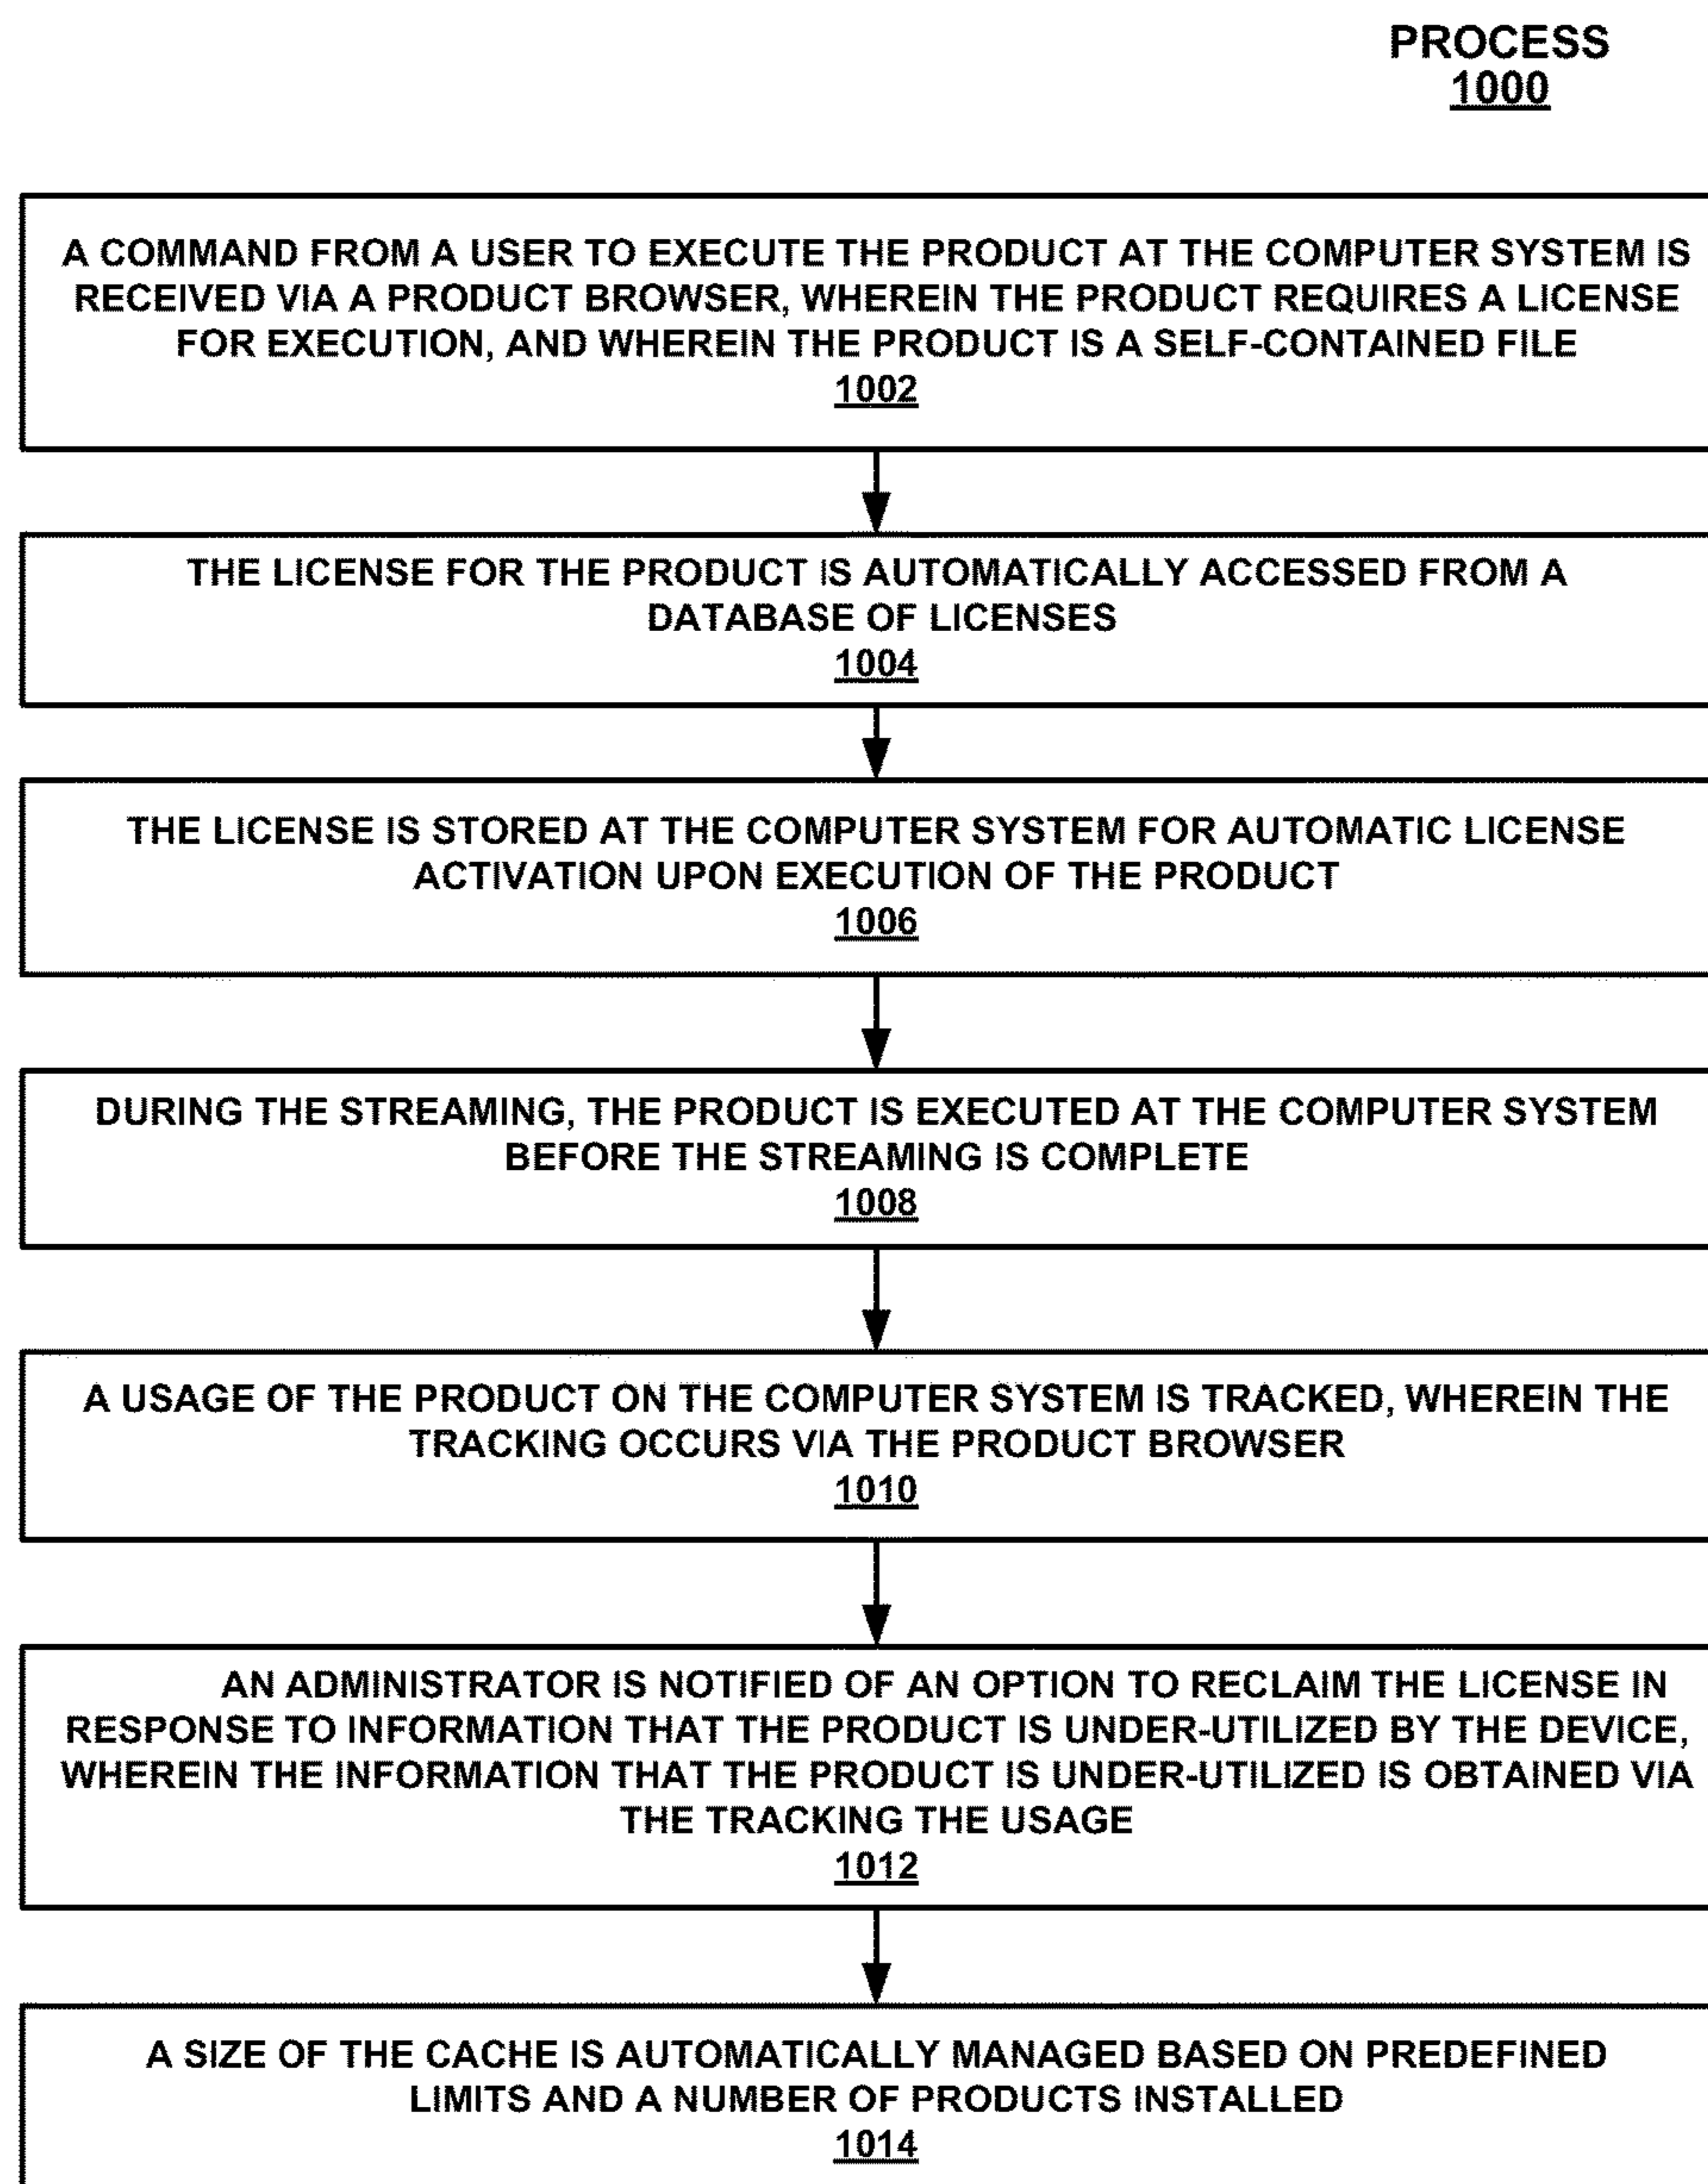 PROCESS
1000
A COMMAND FROM A USER TO EXECUTE THE PRODUCT AT THE COMPUTER SYSTEM IS
RECEIVED VIA A PRODUCT BROWSER, WHEREIN THE PRODUCT REQUIRES A LICENSE
FOR EXECUTION, AND WHEREIN THE PRODUCT IS A SELF-CONTAINED FILE
1002
THE LICENSE FOR THE PRODUCT IS AUTOMATICALLY ACCESSED FROM A
DATABASE OF LICENSES
1004
THE LICENSE IS STORED AT THE COMPUTER SYSTEM FOR AUTOMATIC LICENSE
ACTIVATION UPON EXECUTION OF THE PRODUCT
1006
DURING THE STREAMING, THE PRODUCT IS EXECUTED AT THE COMPUTER SYSTEM
BEFORE THE STREAMING IS COMPLETE
1008
A USAGE OF THE PRODUCT ON THE COMPUTER SYSTEM IS TRACKED, WHEREIN THE
TRACKING OCCURS VIA THE PRODUCT BROWSER
1010
AN ADMINISTRATOR IS NOTIFIED OF AN OPTION TO RECLAIM THE LICENSE IN
RESPONSE TO INFORMATION THAT THE PRODUCT IS UNDER-UTILIZED BY THE DEVICE,
WHEREIN THE INFORMATION THAT THE PRODUCT IS UNDER-UTILIZED IS OBTAINED VIA
THE TRACKING THE USAGE
1012
A SIZE OF THE CACHE IS AUTOMATICALLY MANAGED BASED ON PREDEFINED
LIMITS AND A NUMBER OF PRODUCTS INSTALLED
1014